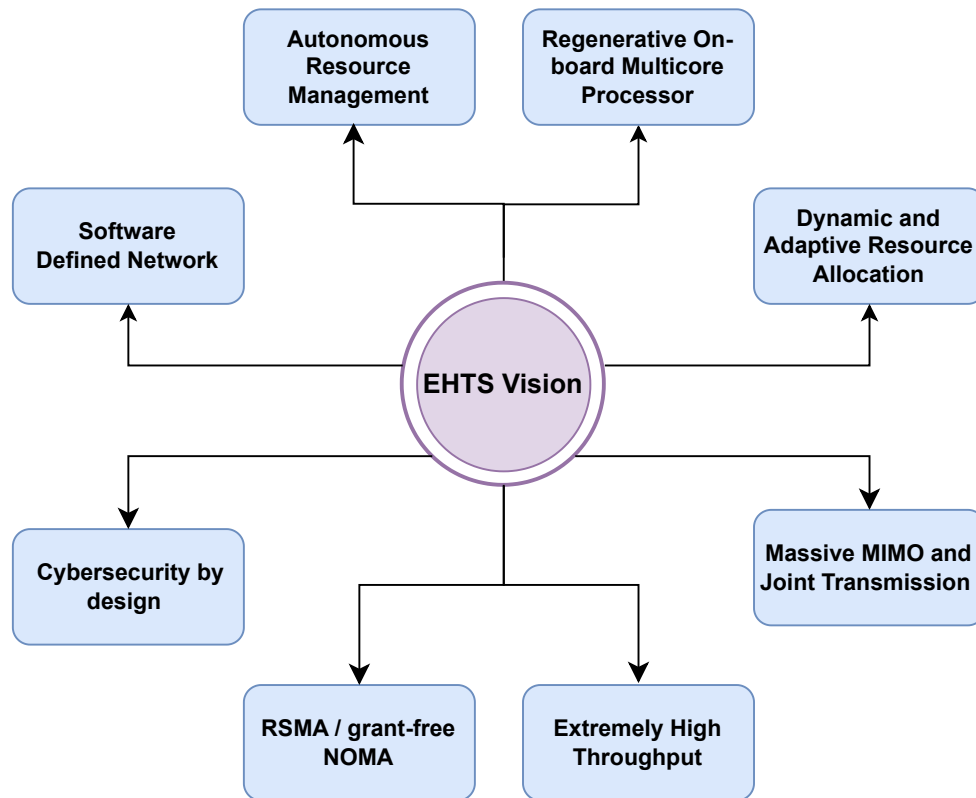 Autonomous
Resource
Management
Regenerative On-
board Multicore
Processor
Software
Defined Network
Dynamic and
Adaptive Resource
Allocation
EHTS Vision
Cybersecurity by
design
Massive MIMO and
Joint Transmission
RSMA / grant-free
NOMA
Extremely High
Throughput